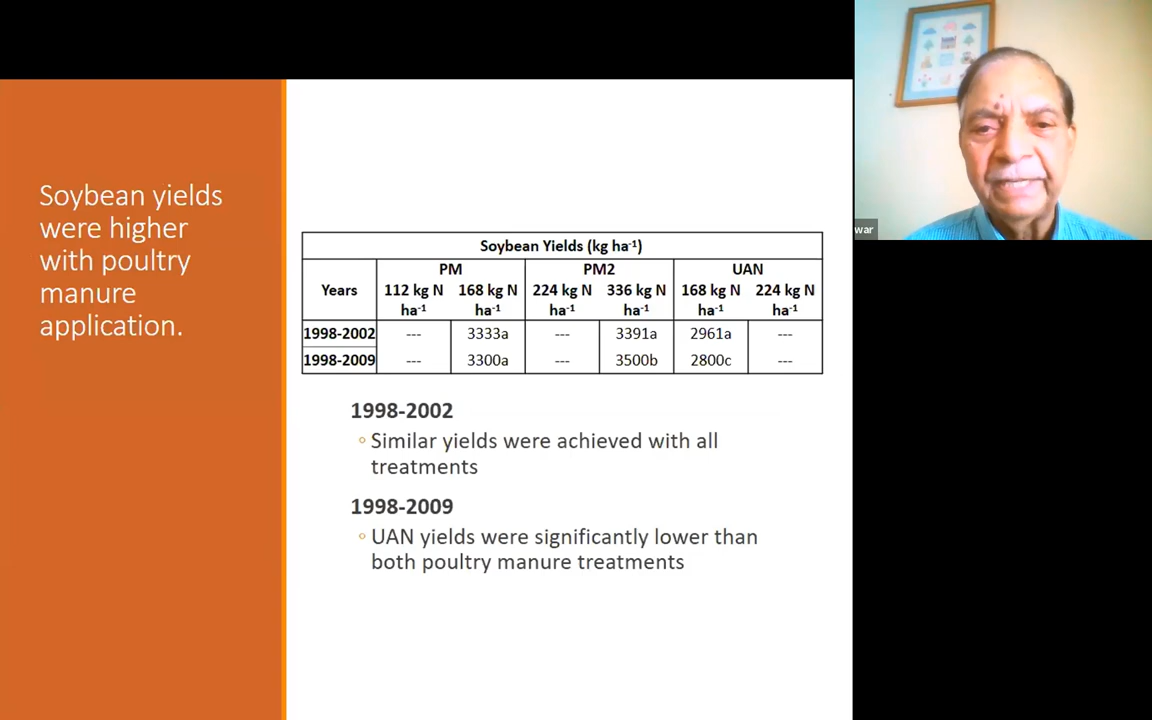 Soybean yields
were higher
with poultry
manure
application.
Soybean Yields (kg ha-1)
Years PM PM2 UAN
112 kg N ha-1 168 kg N ha-1 224 kg N ha-1 336 kg N ha-1 168 kg N ha-1 224 kg N ha-1
1998-2002 --- 3333a --- 3391a 2961a ---
1998-2009 --- 3300a --- 3500b 2800c ---
1998-2002
Similar yields were achieved with all
treatments
1998-2009
UAN yields were significantly lower than
both poultry manure treatments
war